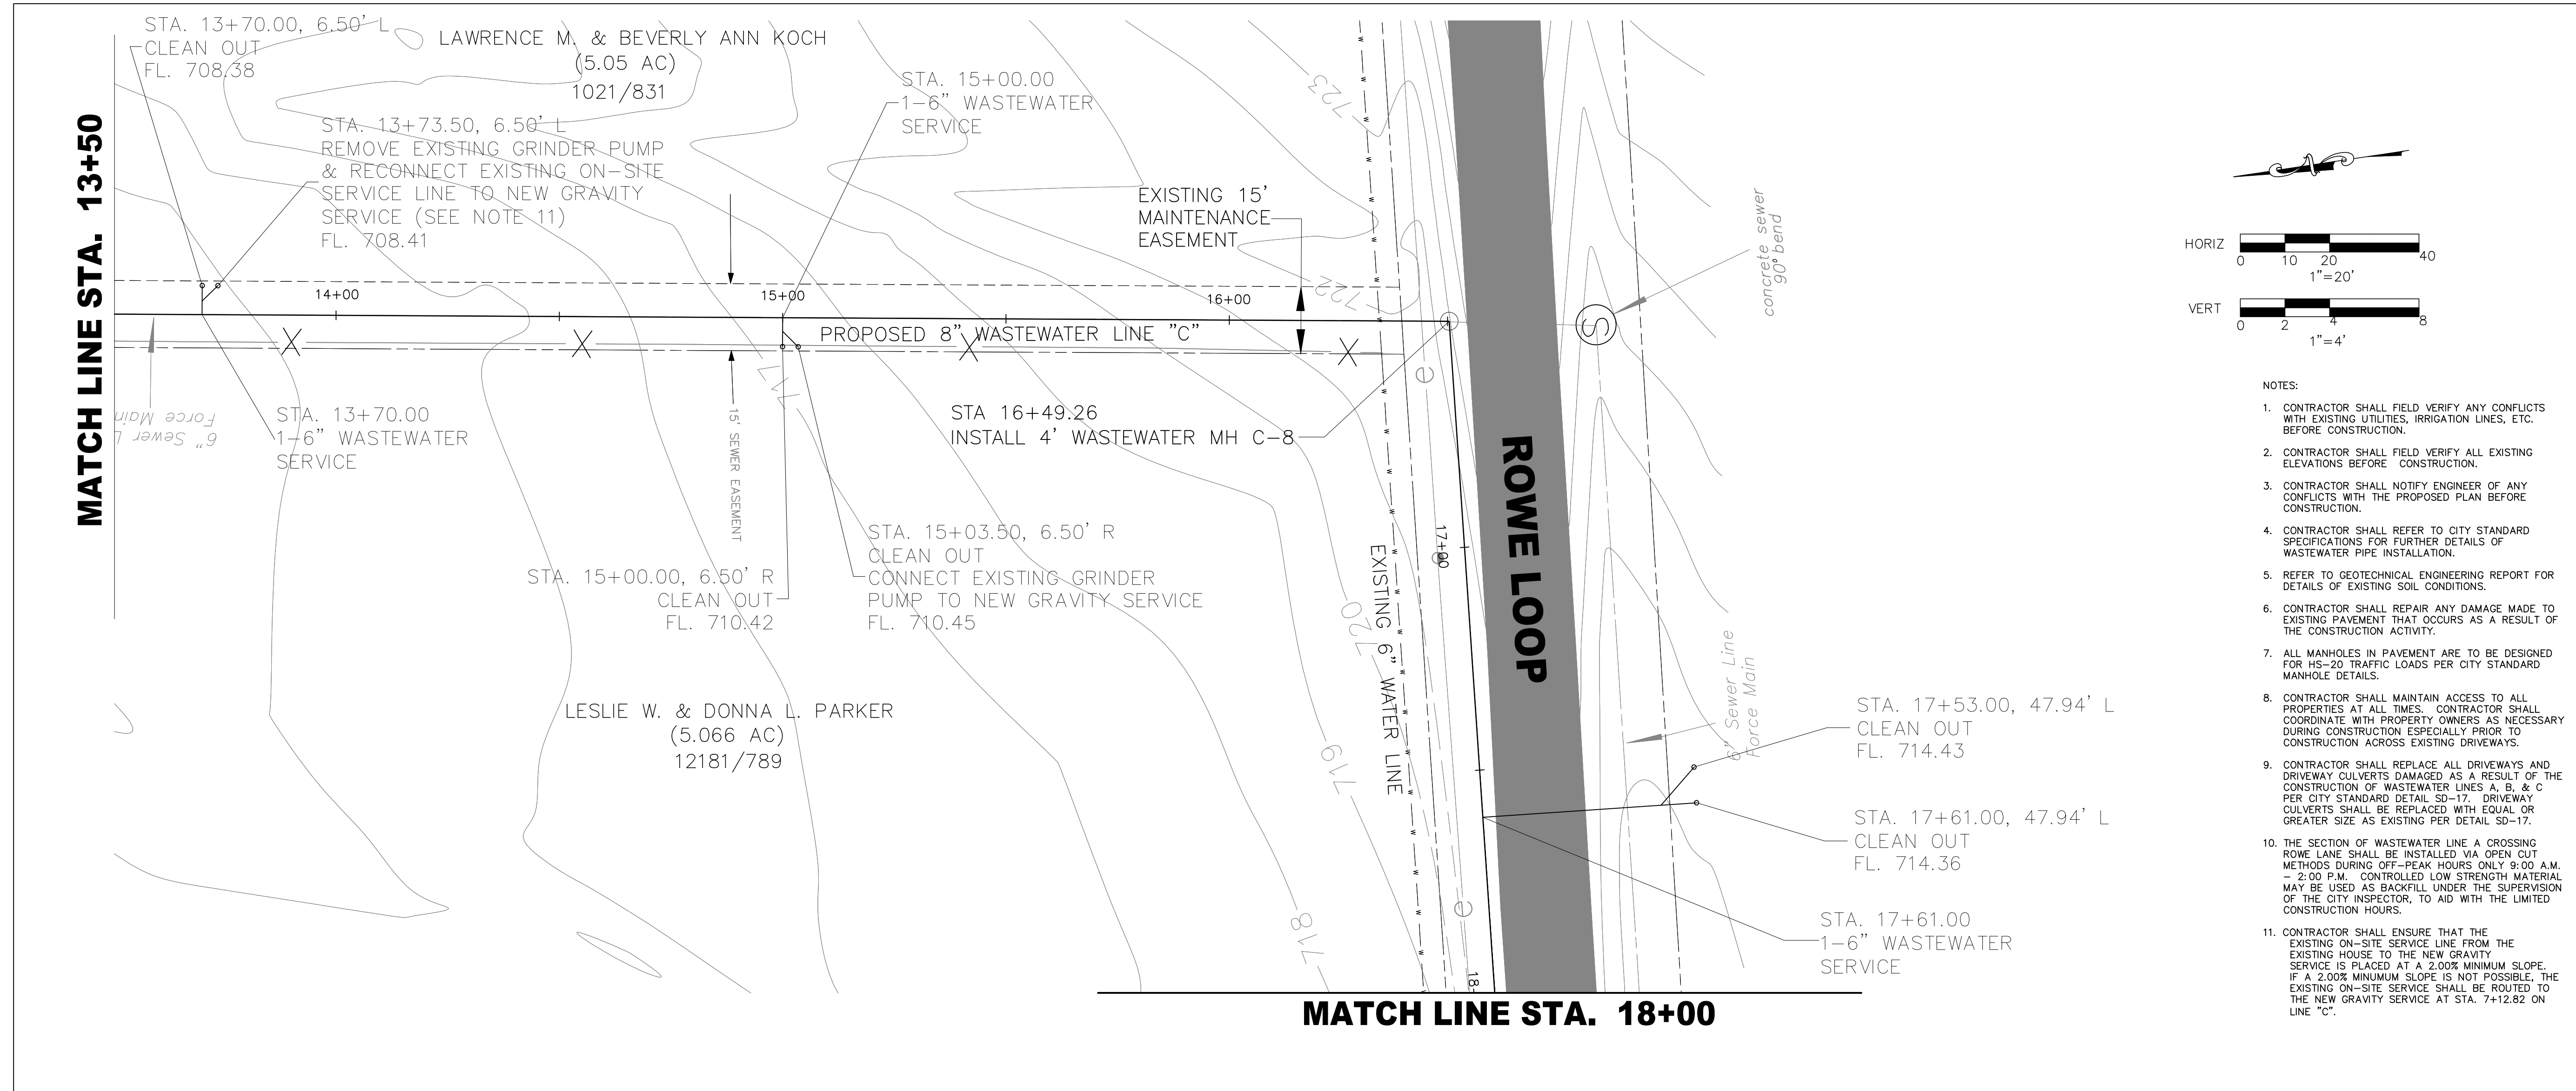 STA. 13+70.00, 6.50' L
CLEAN OUT
FL. 708.38
LAWRENCE M. & BEVERLY ANN KOCH
(5.05 AC)
1021/831
STA. 13+73.50, 6.50' L
REMOVE EXISTING GRINDER PUMP
& RECONNECT EXISTING ON-SITE
SERVICE LINE TO NEW GRAVITY
SERVICE (SEE NOTE 11)
FL. 708.41
STA. 15+00.00
1-6" WASTEWATER
SERVICE
EXISTING 15'
MAINTENANCE
EASEMENT
MATCH LINE STA. 13+50
14+00
15+00
16+00
PROPOSED 8" WASTEWATER LINE "C"
723
722
717
720
719
718
6" Sewer L
Force Main
STA. 13+70.00
1-6" WASTEWATER
SERVICE
15' SEWER EASEMENT
STA 16+49.26
INSTALL 4' WASTEWATER MH C-8
STA. 15+03.50, 6.50' R
CLEAN OUT
CONNECT EXISTING GRINDER
PUMP TO NEW GRAVITY SERVICE
FL. 710.45
STA. 15+00.00, 6.50' R
CLEAN OUT
FL. 710.42
LESLIE W. & DONNA L. PARKER
(5.066 AC)
12181/789
EXISTING 6" WATER LINE
17+00
18-
ROWE LOOP
S
concrete sewer
90° bend
6" Sewer Line
Force Main
STA. 17+53.00, 47.94' L
CLEAN OUT
FL. 714.43
STA. 17+61.00, 47.94' L
CLEAN OUT
FL. 714.36
STA. 17+61.00
1-6" WASTEWATER
SERVICE
MATCH LINE STA. 18+00
N
HORIZ
0 10 20 40
1"=20'
VERT
0 2 4 8
1"=4'
NOTES:
1. CONTRACTOR SHALL FIELD VERIFY ANY CONFLICTS
WITH EXISTING UTILITIES, IRRIGATION LINES, ETC.
BEFORE CONSTRUCTION.
2. CONTRACTOR SHALL FIELD VERIFY ALL EXISTING
ELEVATIONS BEFORE CONSTRUCTION.
3. CONTRACTOR SHALL NOTIFY ENGINEER OF ANY
CONFLICTS WITH THE PROPOSED PLAN BEFORE
CONSTRUCTION.
4. CONTRACTOR SHALL REFER TO CITY STANDARD
SPECIFICATIONS FOR FURTHER DETAILS OF
WASTEWATER PIPE INSTALLATION.
5. REFER TO GEOTECHNICAL ENGINEERING REPORT FOR
DETAILS OF EXISTING SOIL CONDITIONS.
6. CONTRACTOR SHALL REPAIR ANY DAMAGE MADE TO
EXISTING PAVEMENT THAT OCCURS AS A RESULT OF
THE CONSTRUCTION ACTIVITY.
7. ALL MANHOLES IN PAVEMENT ARE TO BE DESIGNED
FOR HS-20 TRAFFIC LOADS PER CITY STANDARD
MANHOLE DETAILS.
8. CONTRACTOR SHALL MAINTAIN ACCESS TO ALL
PROPERTIES AT ALL TIMES. CONTRACTOR SHALL
COORDINATE WITH PROPERTY OWNERS AS NECESSARY
DURING CONSTRUCTION ESPECIALLY PRIOR TO
CONSTRUCTION ACROSS EXISTING DRIVEWAYS.
9. CONTRACTOR SHALL REPLACE ALL DRIVEWAYS AND
DRIVEWAY CULVERTS DAMAGED AS A RESULT OF THE
CONSTRUCTION OF WASTEWATER LINES A, B, & C
PER CITY STANDARD DETAIL SD-17. DRIVEWAY
CULVERTS SHALL BE REPLACED WITH EQUAL OR
GREATER SIZE AS EXISTING PER DETAIL SD-17.
10. THE SECTION OF WASTEWATER LINE A CROSSING
ROWE LANE SHALL BE INSTALLED VIA OPEN CUT
METHODS DURING OFF-PEAK HOURS ONLY 9:00 A.M.
- 2:00 P.M. CONTROLLED LOW STRENGTH MATERIAL
MAY BE USED AS BACKFILL UNDER THE SUPERVISION
OF THE CITY INSPECTOR, TO AID WITH THE LIMITED
CONSTRUCTION HOURS.
11. CONTRACTOR SHALL ENSURE THAT THE
EXISTING ON-SITE SERVICE LINE FROM THE
EXISTING HOUSE TO THE NEW GRAVITY
SERVICE IS PLACED AT A 2.00% MINIMUM SLOPE.
IF A 2.00% MINUMUM SLOPE IS NOT POSSIBLE, THE
EXISTING ON-SITE SERVICE SHALL BE ROUTED TO
THE NEW GRAVITY SERVICE AT STA. 7+12.82 ON
LINE "C".